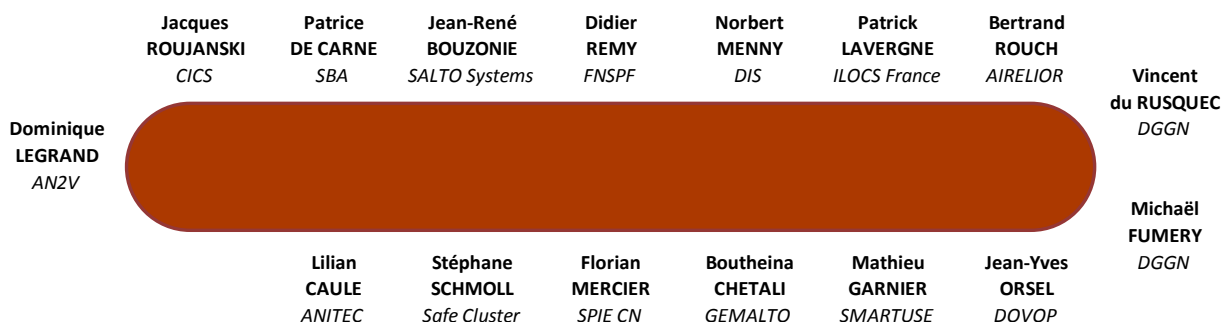 Jacques
ROUJANSKI
CICS
Patrice
DE CARNE
SBA
Jean-René
BOUZONIE
SALTO Systems
Didier
REMY
FNSPF
Norbert
MENNY
DIS
Patrick
LAVERGNE
ILOCS France
Bertrand
ROUCH
AIRELIOR
Vincent
du RUSQUEC
DGGN
Dominique
LEGRAND
AN2V
Michaël
FUMERY
DGGN
Lilian
CAULE
ANITEC
Stéphane
SCHMOLL
Safe Cluster
Florian
MERCIER
SPIE CN
Boutheina
CHETALI
GEMALTO
Mathieu
GARNIER
SMARTUSE
Jean-Yves
ORSEL
DOVOP